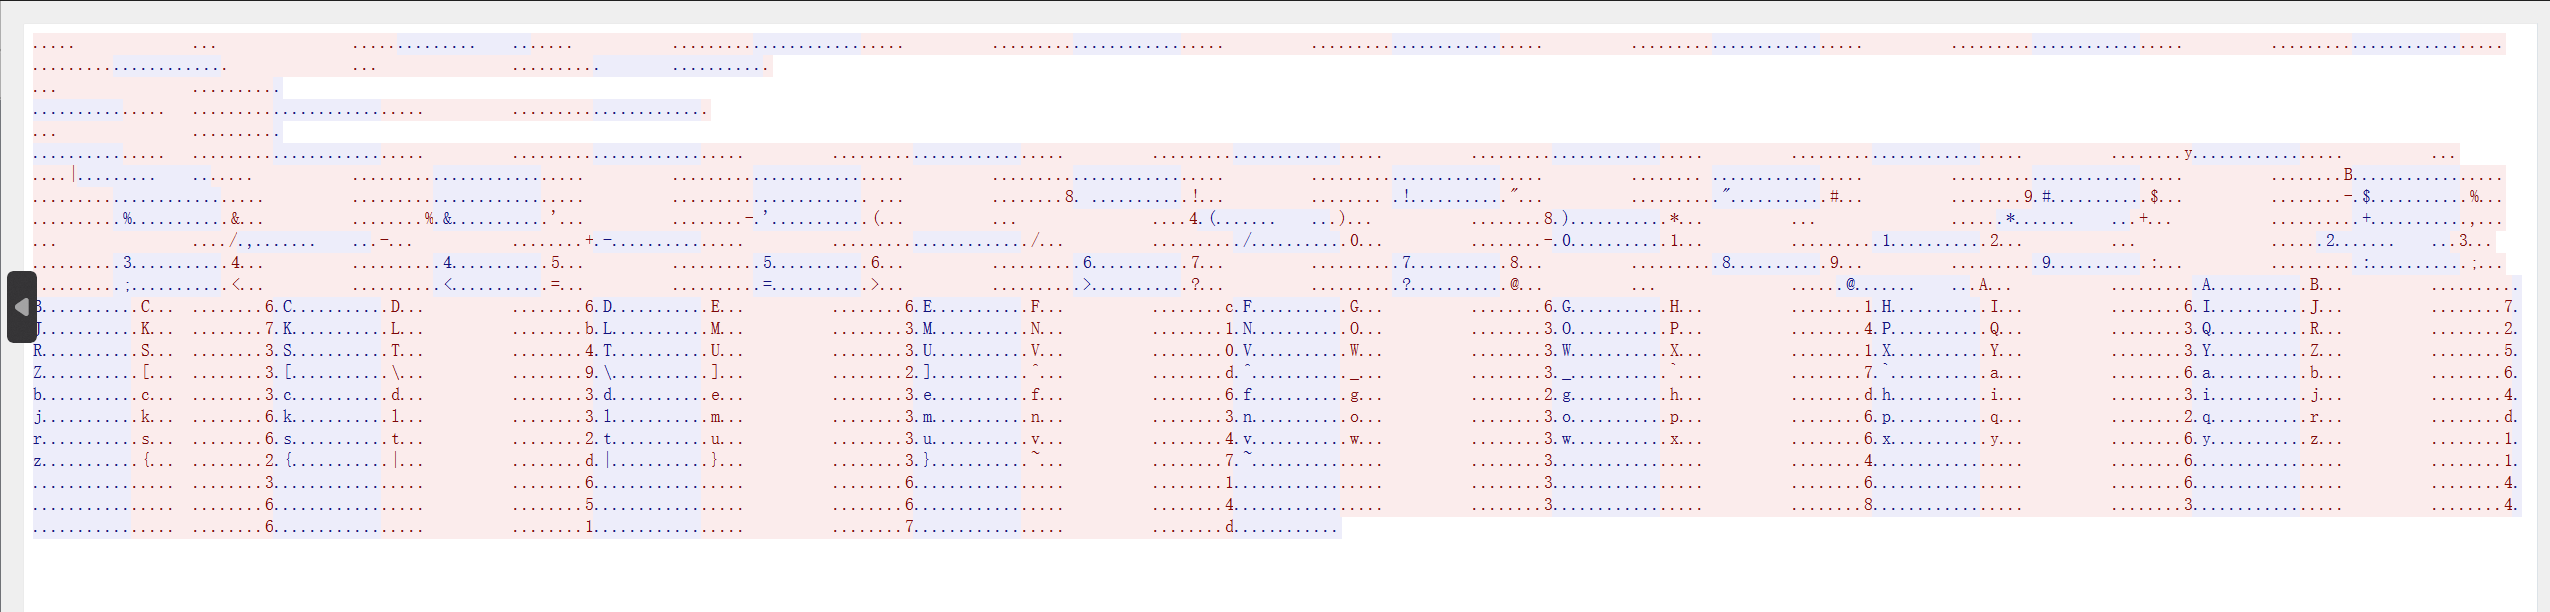 ..... ... .............. ....... .......................... .......................... .......................... .......................... .......................... ..........................
...................... ... .......... ...........
... ..........
............... .......................... ......................
... ..........
............... .......................... .......................... .......................... .......................... .......................... .......................... ........y................. ...
....|......... ....... .......................... .......................... .......................... .......................... .......................... .......................... ........B.................
.......................... .......................... ...................... ... ........8. ...........!... ........ .!..........."... .........."...........#... ........9.#...........$... ........-.$...........%...
..........%...........&... ........%.&...........'... ........-.'........... (... ... ....4.(....... ....)... ........8.)...........*... ... .....*....... ...+... ..........+...........,...
... ..../.,....... ...-... ........+.-............... ....................../... ........../...........0... ........-.0...........1... ..........1...........2... ... ......2....... ...3...
..........3...........4... ..........4...........5... ..........5...........6... ..........6...........7... ..........7...........8... ..........8...........9... ..........9...........:... ..........:...........;...
..........;...........<... ..........<...........=... ..........=...........>... ..........>...........?... ..........?...........@... ... ......@....... ...A... ..........A...........B... ..........
B...........C... ........6.C...........D... ........6.D...........E... ........6.E...........F... ........c.F...........G... ........6.G...........H... ........1.H...........I... ........6.I...........J... ........7.
J...........K... ........7.K...........L... ........b.L...........M... ........3.M...........N... ........1.N...........O... ........3.O...........P... ........4.P...........Q... ........3.Q...........R... ........2.
R...........S... ........3.S...........T... ........4.T...........U... ........3.U...........V... ........0.V...........W... ........3.W...........X... ........1.X...........Y... ........3.Y...........Z... ........5.
Z...........[... ........3.[...........\... ........9.\...........]... ........2.]...........^... ........d.^..........._... ........3._...........`... ........7.`...........a... ........6.a...........b... ........6.
b...........c... ........3.c...........d... ........3.d...........e... ........3.e...........f... ........6.f...........g... ........2.g...........h... ........d.h...........i... ........3.i...........j... ........4.
j...........k... ........6.k...........l... ........3.l...........m... ........3.m...........n... ........3.n...........o... ........3.o...........p... ........6.p...........q... ........2.q...........r... ........d.
r...........s... ........6.s...........t... ........2.t...........u... ........3.u...........v... ........4.v...........w... ........3.w...........x... ........6.x...........y... ........6.y...........z... ........1.
z...........{... ........2.{...........|... ........d.|...........}... ........3.}...........~... ........7.~............... ........3................. ........4................. ........6................. ........1.
................ ........3................. ........6................. ........6................. ........1................. ........3................. ........6................. ........6................. ........4.
................ ........6................. ........5................. ........6................. ........4................. ........3................. ........8................. ........3................. ........4.
................ ........6................. ........1................. ........7................. ........d............